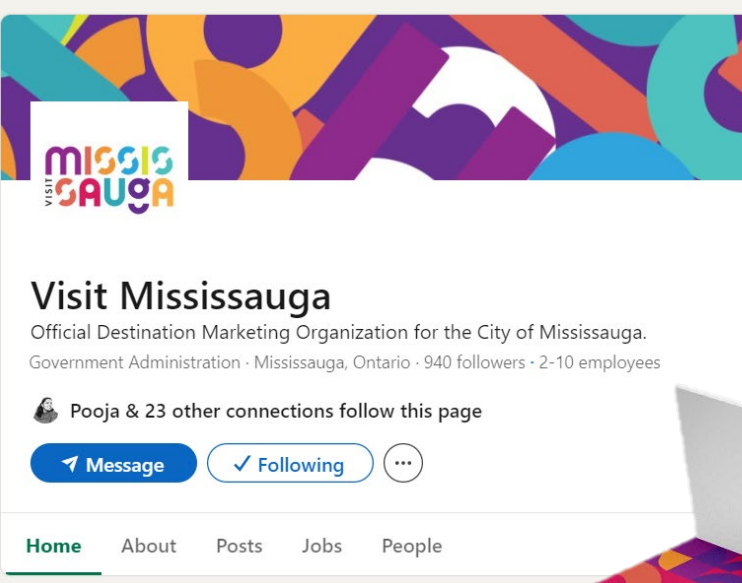 VISIT
MISSIS
SAUGA
Visit Mississauga
Official Destination Marketing Organization for the City of Mississauga.
Government Administration · Mississauga, Ontario · 940 followers · 2-10 employees
Pooja & 23 other connections follow this page
Message Following ...
Home About Posts Jobs People